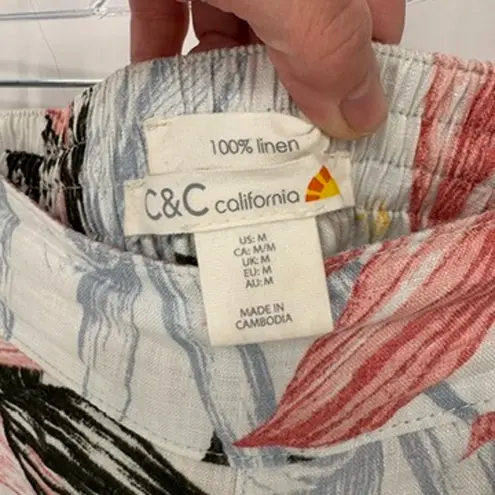 100% linen
C&C california
US: M
CA: M/M
UK: M
EU: M
AU: M
MADE IN
CAMBODIA